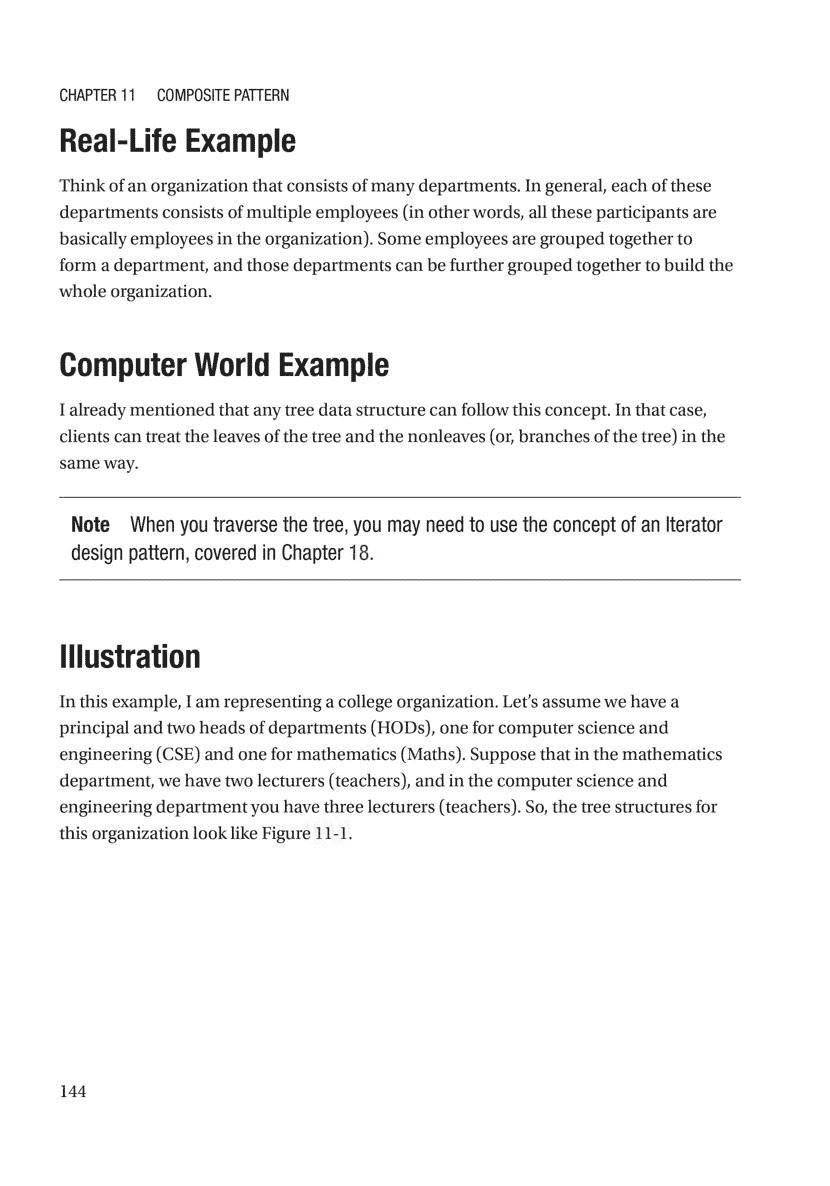 CHAPTER 11 COMPOSITE PATTERN
Real-Life Example
Think of an organization that consists of many departments. In general, each of these
departments consists of multiple employees (in other words, all these participants are
basically employees in the organization). Some employees are grouped together to
form a department, and those departments can be further grouped together to build the
whole organization.
Computer World Example
I already mentioned that any tree data structure can follow this concept. In that case,
clients can treat the leaves of the tree and the nonleaves (or, branches of the tree) in the
same way.
Note When you traverse the tree, you may need to use the concept of an Iterator
design pattern, covered in Chapter 18.
Illustration
In this example, I am representing a college organization. Let’s assume we have a
principal and two heads of departments (HODs), one for computer science and
engineering (CSE) and one for mathematics (Maths). Suppose that in the mathematics
department, we have two lecturers (teachers), and in the computer science and
engineering department you have three lecturers (teachers). So, the tree structures for
this organization look like Figure 11-1.
144